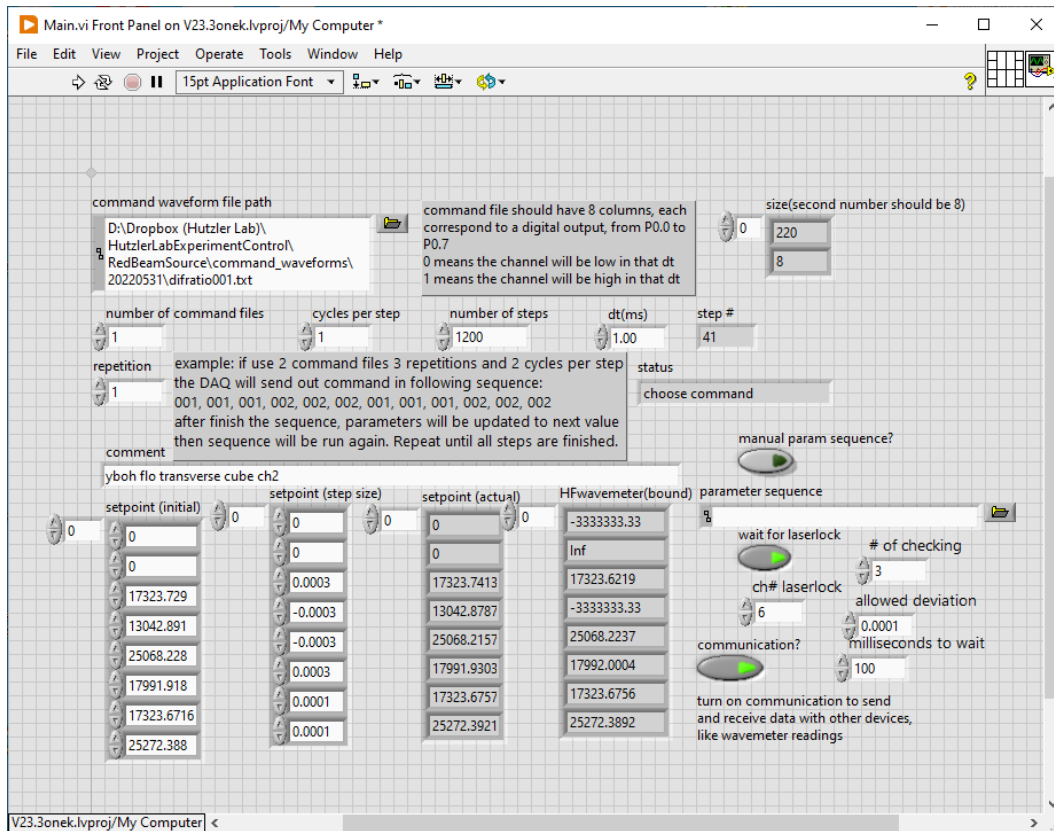 Main.vi Front Panel on V23.3onek.lvproj/My Computer *
File Edit View Project Operate Tools Window Help
15pt Application Font
command waveform file path
D:\Dropbox (Hutzler Lab)\
HutzlerLabExperimentControl\
RedBeamSource\command_waveforms\
20220531\difratio001.txt
command file should have 8 columns, each
correspond to a digital output, from P0.0 to
P0.7
0 means the channel will be low in that dt
1 means the channel will be high in that dt
size(second number should be 8)
0
220
8
number of command files
1
cycles per step
1
number of steps
1200
dt(ms)
1.00
step #
41
repetition
1
example: if use 2 command files 3 repetitions and 2 cycles per step
the DAQ will send out command in following sequence:
001, 001, 001, 002, 002, 002, 001, 001, 001, 002, 002, 002
after finish the sequence, parameters will be updated to next value
then sequence will be run again. Repeat until all steps are finished.
status
choose command
comment
yboh flo transverse cube ch2
manual param sequence?
setpoint (initial)
0
0
0
17323.729
13042.891
25068.228
17991.918
17323.6716
25272.388
setpoint (step size)
0
0
0
0.0003
-0.0003
-0.0003
0.0003
0.0001
0.0001
setpoint (actual)
0
0
0
17323.7413
13042.8787
25068.2157
17991.9303
17323.6757
25272.3921
HFwavemeter(bound)
0
-3333333.33
Inf
17323.6219
-3333333.33
25068.2237
17992.0004
17323.6756
25272.3892
parameter sequence
wait for laserlock
# of checking
3
ch# laserlock
6
allowed deviation
0.0001
communication?
milliseconds to wait
100
turn on communication to send
and receive data with other devices,
like wavemeter readings
V23.3onek.lvproj/My Computer